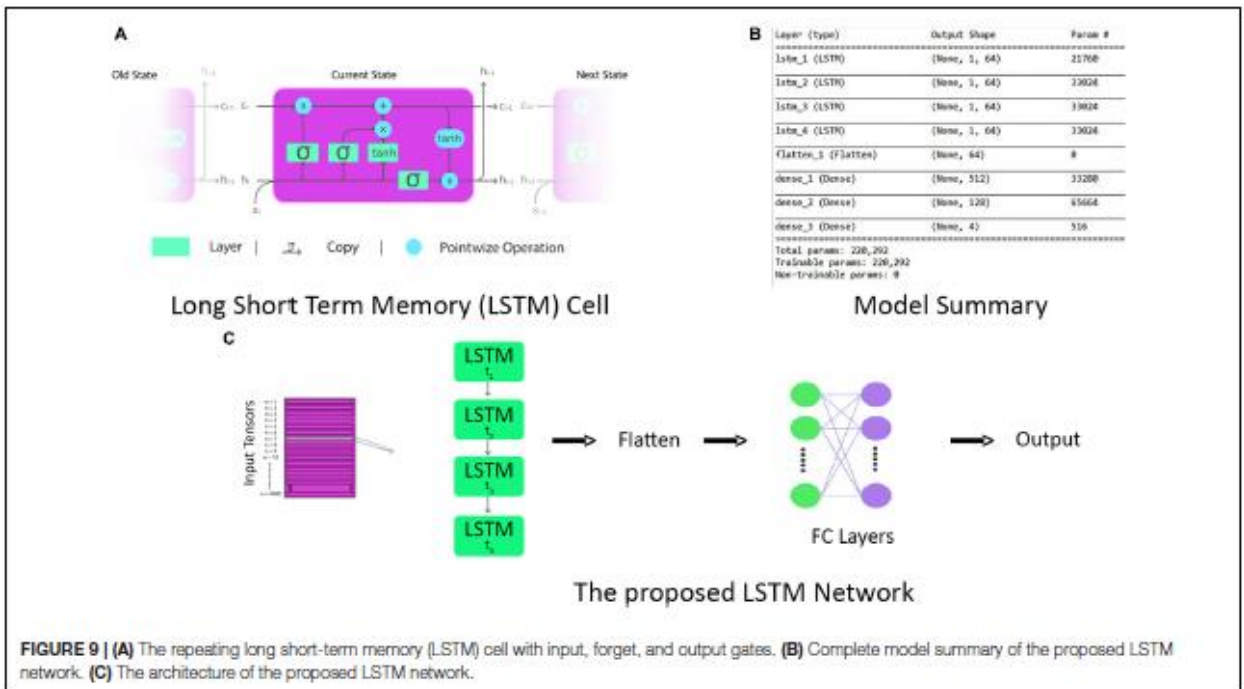 A
Old State Current State Next State
σ σ tanh σ tanh
Layer | Copy | Pointwize Operation
Long Short Term Memory (LSTM) Cell
B
Layer (type) Output Shape Param #
lstm_1 (LSTM) (None, 1, 64) 21760
lstm_2 (LSTM) (None, 1, 64) 33024
lstm_3 (LSTM) (None, 1, 64) 33024
lstm_4 (LSTM) (None, 1, 64) 33024
flatten_1 (Flatten) (None, 64) 0
dense_1 (Dense) (None, 512) 33280
dense_2 (Dense) (None, 128) 65664
dense_3 (Dense) (None, 4) 516
Total params: 220,292
Trainable params: 220,292
Non-trainable params: 0
Model Summary
C
Input Tensors
LSTM
LSTM
LSTM
LSTM
Flatten
FC Layers
Output
The proposed LSTM Network
FIGURE 9 | (A) The repeating long short-term memory (LSTM) cell with input, forget, and output gates. (B) Complete model summary of the proposed LSTM
network. (C) The architecture of the proposed LSTM network.